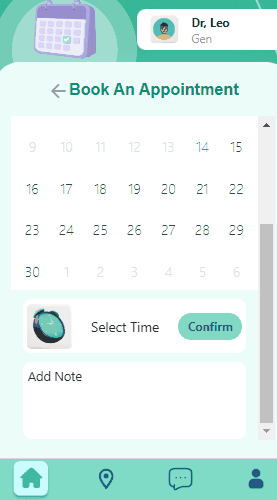 Dr, Leo
Gen
Book An Appointment
9 10 11 12 13 14 15
16 17 18 19 20 21 22
23 24 25 26 27 28 29
30 1 2 3 4 5 6
Select Time Confirm
Add Note